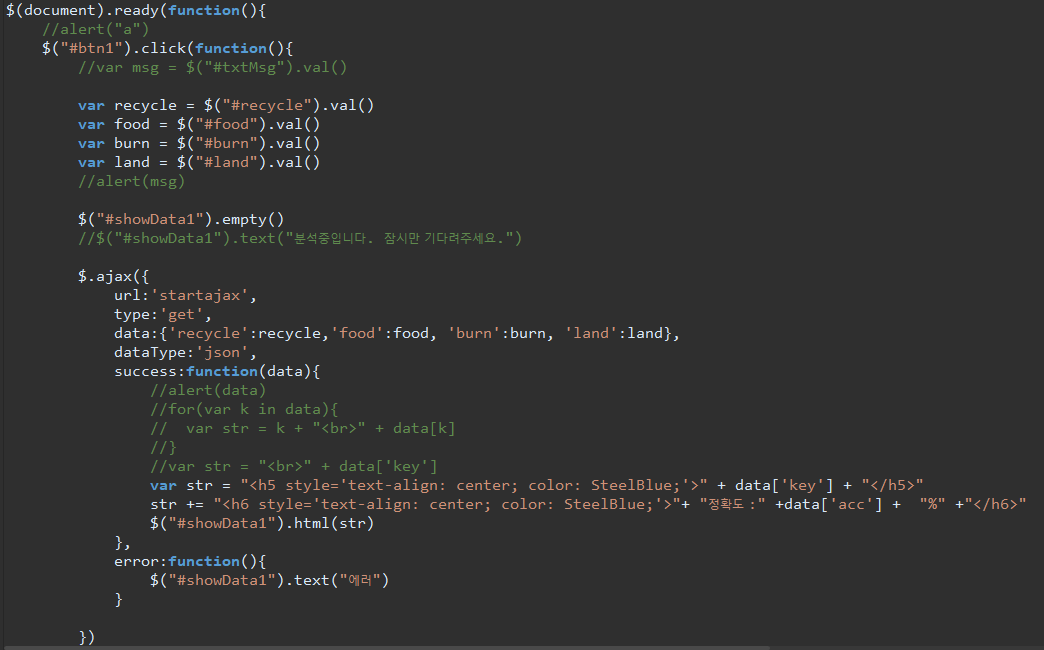 $(document).ready(function(){
//alert("a")
$("#btn1").click(function(){
//var msg = $("#txtMsg").val()
var recycle = $("#recycle").val()
var food = $("#food").val()
var burn = $("#burn").val()
var land = $("#land").val()
//alert(msg)
$("#showData1").empty()
//$("#showData1").text("분석중입니다. 잠시만 기다려주세요.")
$.ajax({
url:'startajax',
type:'get',
data:{'recycle':recycle,'food':food, 'burn':burn, 'land':land},
dataType:'json',
success:function(data){
//alert(data)
//for(var k in data){
//  var str = k + "<br>" + data[k]
//}
//var str = "<br>" + data['key']
var str = "<h5 style='text-align: center; color: SteelBlue;'>" + data['key'] + "</h5>"
str += "<h6 style='text-align: center; color: SteelBlue;'>"+ "정확도 :" +data['acc'] +  "%" +"</h6>"
$("#showData1").html(str)
},
error:function(){
$("#showData1").text("에러")
}
})